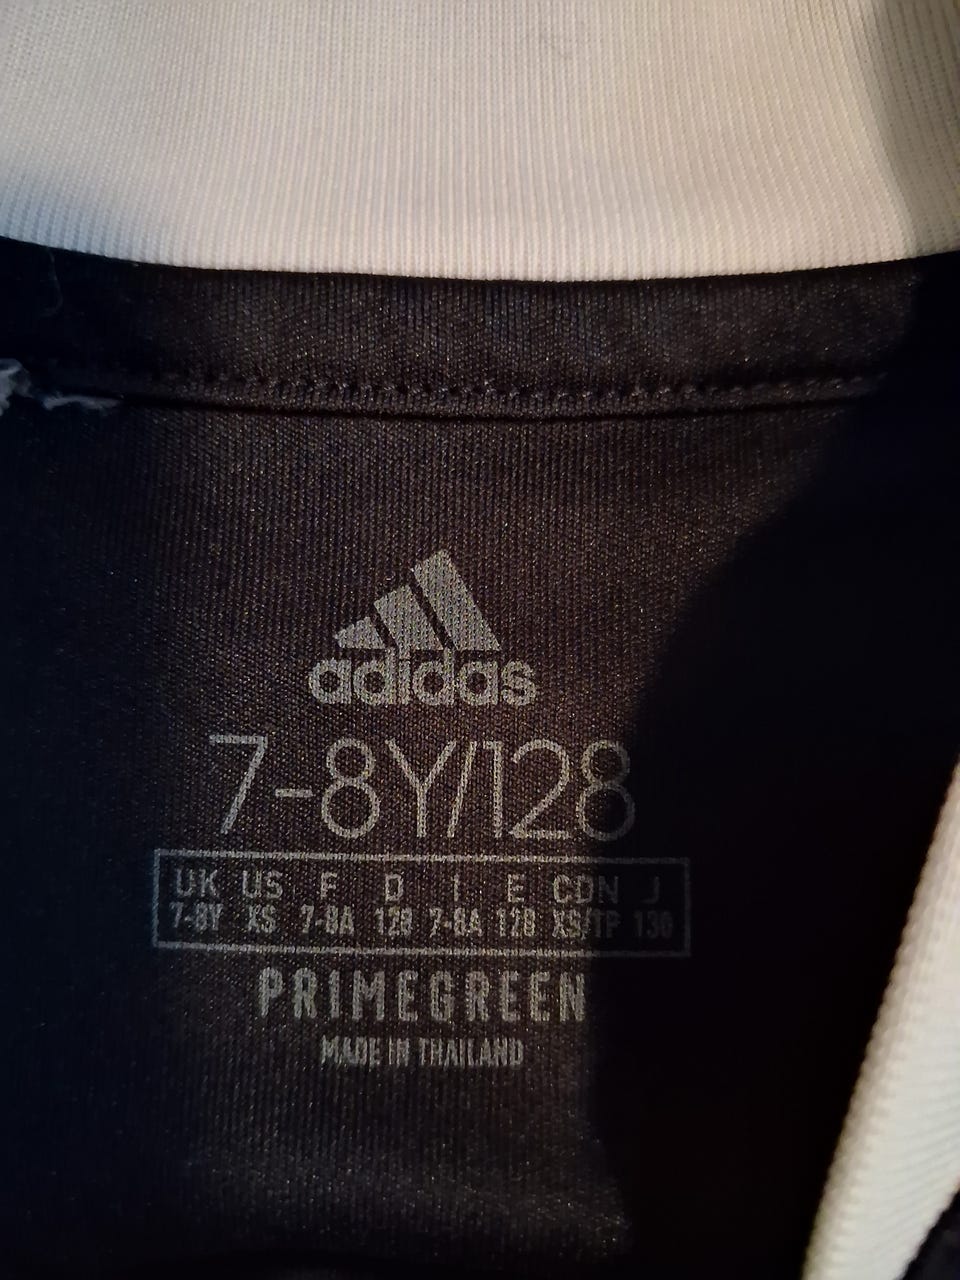 adidas
7-8Y/128
UK US F D I E CDN J
7-8Y XS 7-8A 128 7-8A 128 XS/TP 130
PRIMEGREEN
MADE IN THAILAND